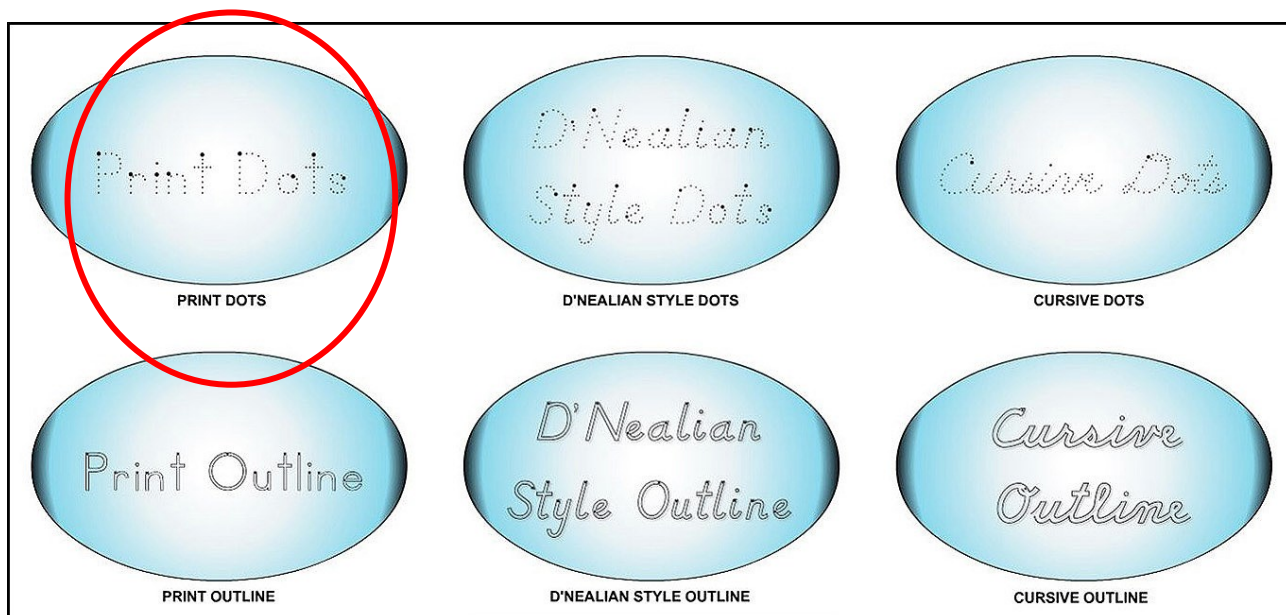 Print Dots
PRINT DOTS
D'Nealian
Style Dots
D'NEALIAN STYLE DOTS
Cursive Dots
CURSIVE DOTS
Print Outline
PRINT OUTLINE
D'Nealian
Style Outline
D'NEALIAN STYLE OUTLINE
Cursive
Outline
CURSIVE OUTLINE